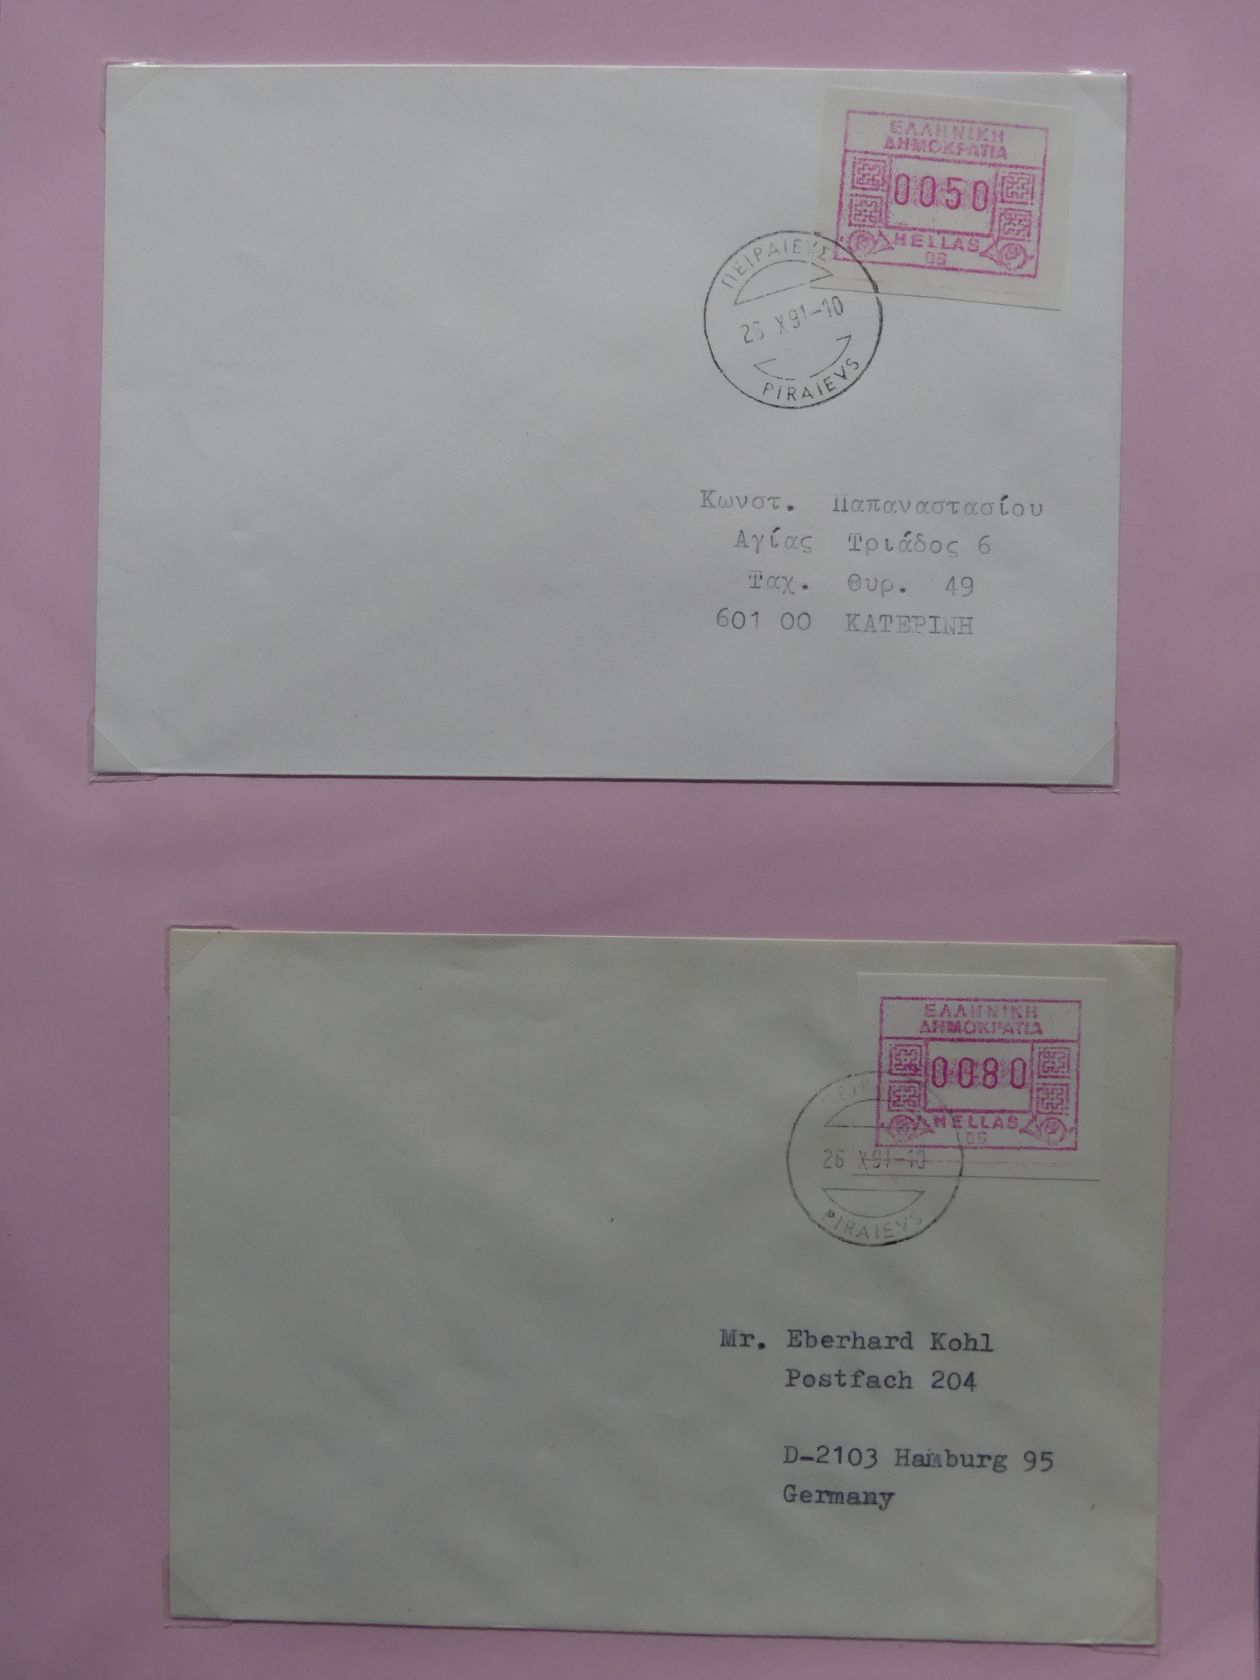 ΕΛΛΗΝΙΚΗ
ΔΗΜΟΚΡΑΤΙΑ
0050
HELLAS
06
ΠΕΙΡΑΙΕΥΣ
26 X 91-10
PIRAIEVS
Κωνστ. Παπαναστασίου
Αγίας Τριάδος 6
Ταχ. Θυρ. 49
601 00 ΚΑΤΕΡΙΝΗ
ΕΛΛΗΝΙΚΗ
ΔΗΜΟΚΡΑΤΙΑ
0080
HELLAS
26 X 91-10
PIRAIEVS
Mr. Eberhard Kohl
Postfach 204
D-2103 Hamburg 95
Germany